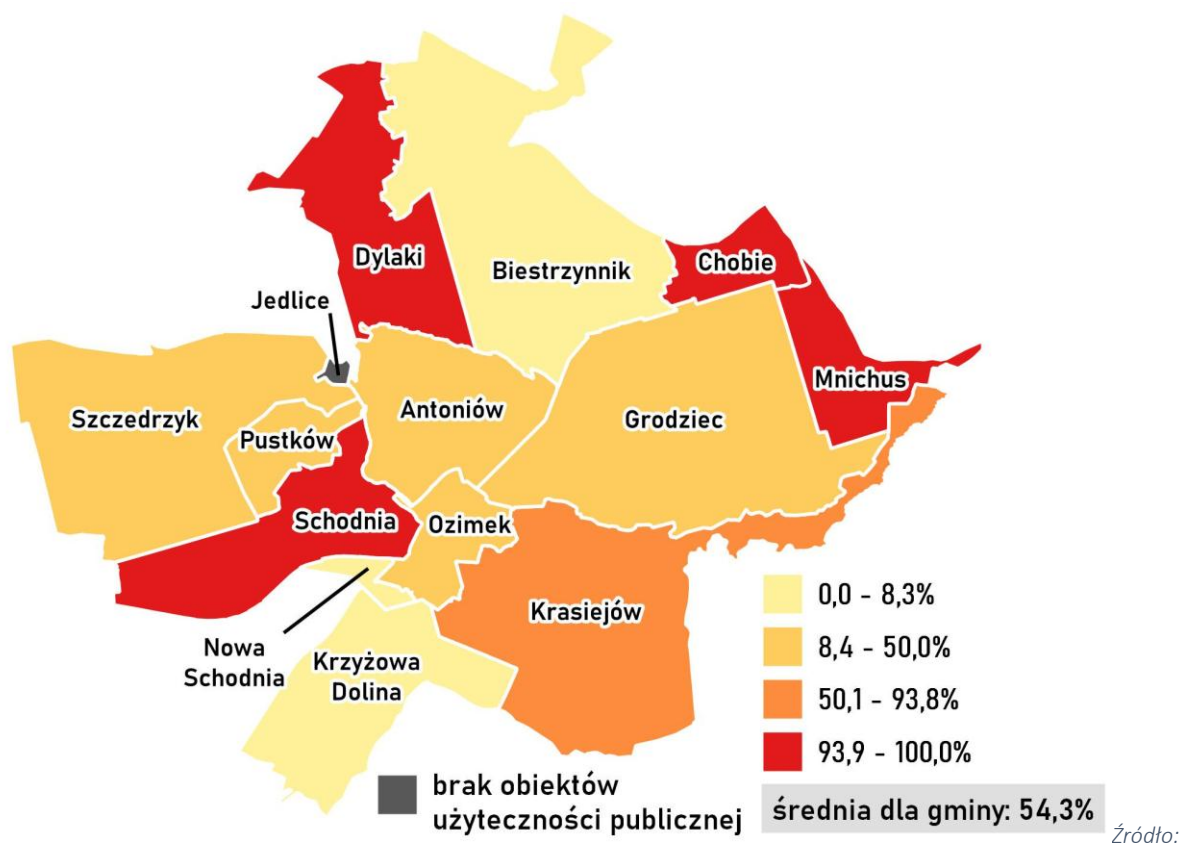 Dylaki
Biestrzynnik
Chobie
Jedlice
Mnichus
Szczedrzyk
Antoniów
Grodziec
Pustków
Schodnia
Ozimek
Krasiejów
Nowa
Schodnia
Krzyżowa
Dolina
0,0 - 8,3%
8,4 - 50,0%
50,1 - 93,8%
93,9 - 100,0%
brak obiektów
użyteczności publicznej
średnia dla gminy: 54,3%
Źródło: